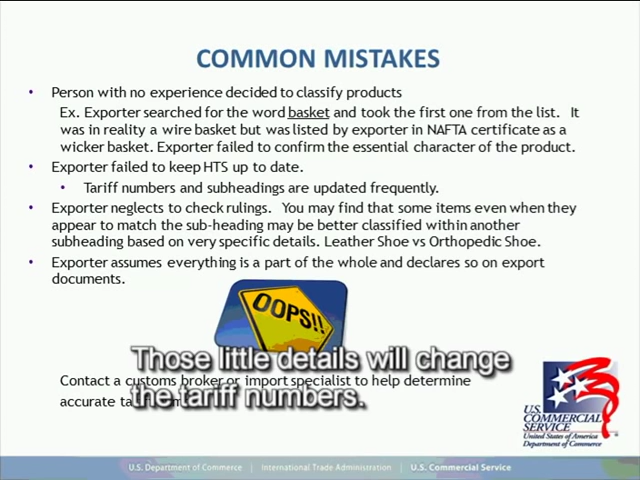 COMMON MISTAKES
• Person with no experience decided to classify products
Ex. Exporter searched for the word basket and took the first one from the list. It
was in reality a wire basket but was listed by exporter in NAFTA certificate as a
wicker basket. Exporter failed to confirm the essential character of the product.
• Exporter failed to keep HTS up to date.
• Tariff numbers and subheadings are updated frequently.
• Exporter neglects to check rulings. You may find that some items even when they
appear to match the sub-heading may be better classified within another
subheading based on very specific details. Leather Shoe vs Orthopedic Shoe.
• Exporter assumes everything is a part of the whole and declares so on export
documents.
OOPS!!
Those little details will change
the tariff numbers.
Contact a customs broker or import specialist to help determine
accurate
U.S.
COMMERCIAL
SERVICE
United States of America
Department of Commerce
U.S. Department of Commerce | International Trade Administration | U.S. Commercial Service